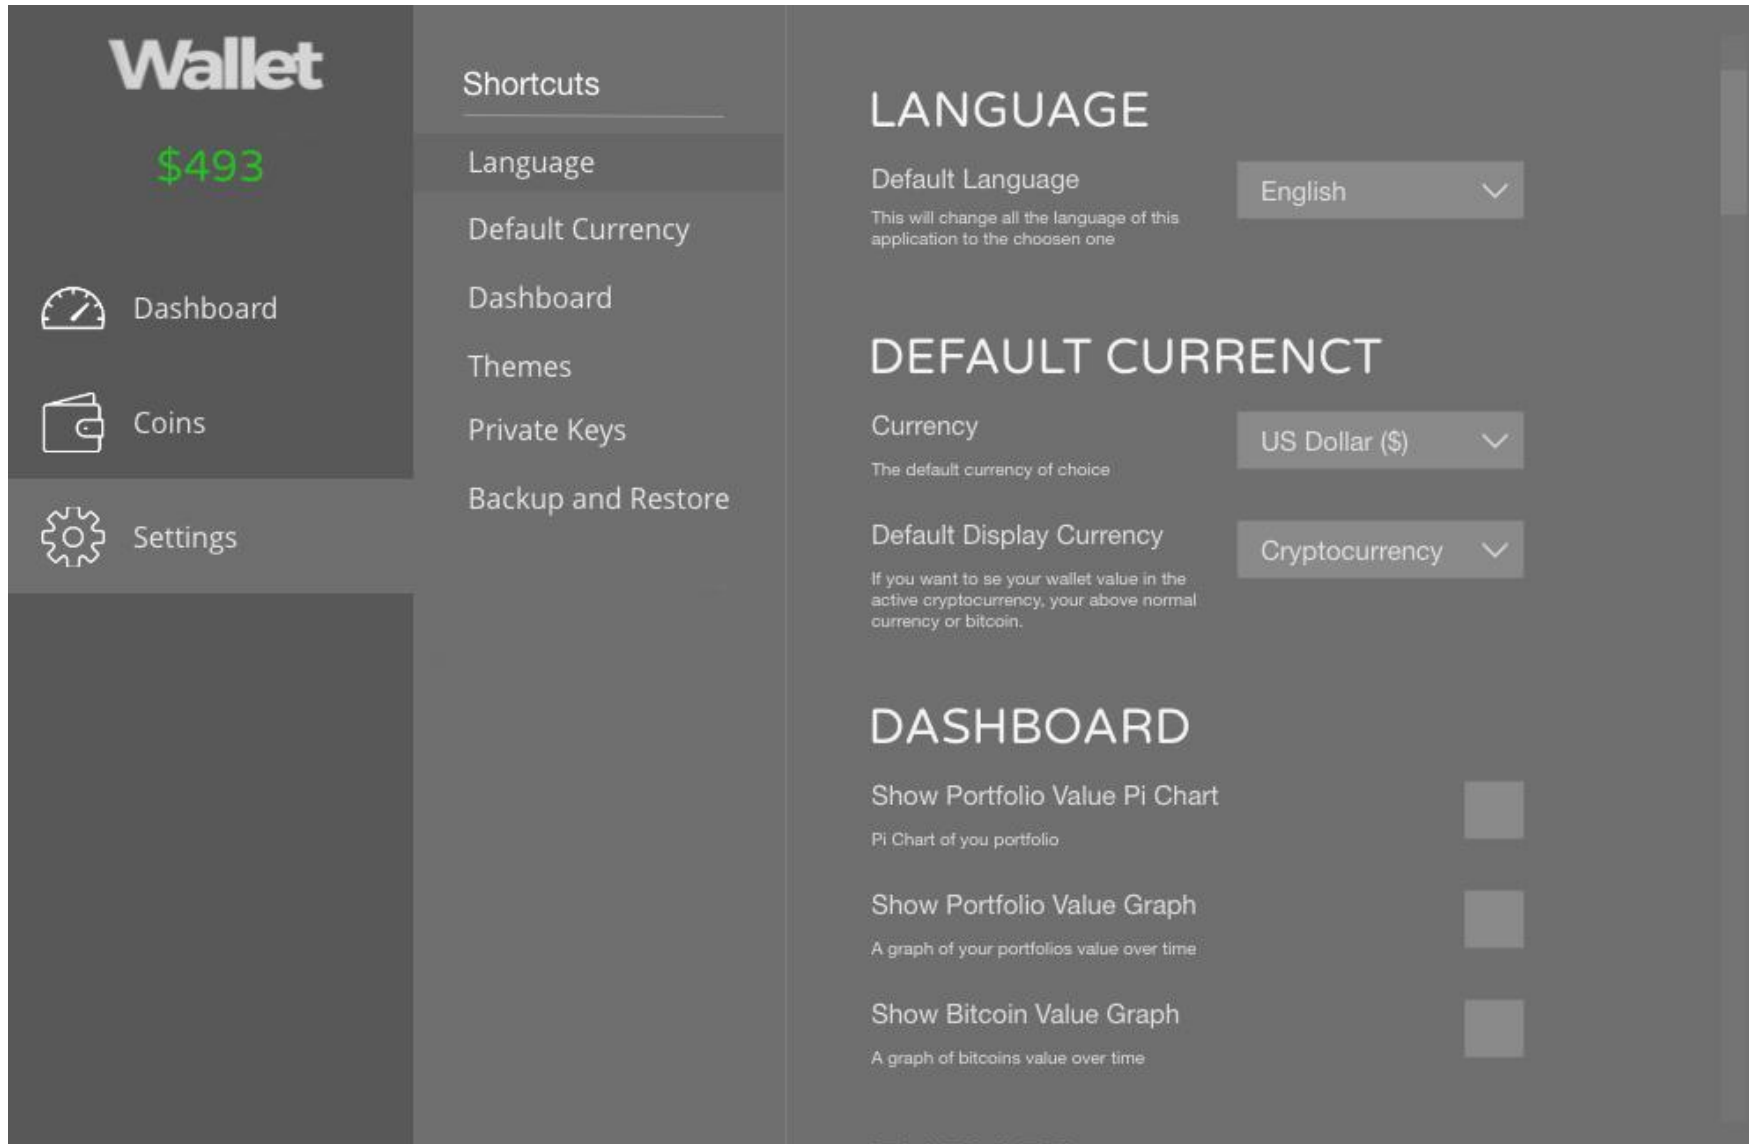 Wallet
$493
Dashboard
Coins
Settings
Shortcuts
Language
Default Currency
Dashboard
Themes
Private Keys
Backup and Restore
LANGUAGE
Default Language
English
This will change all the language of this
application to the choosen one
DEFAULT CURRENCT
Currency
US Dollar ($)
The default currency of choice
Default Display Currency
Cryptocurrency
If you want to se your wallet value in the
active cryptocurrency, your above normal
currency or bitcoin.
DASHBOARD
Show Portfolio Value Pi Chart
Pi Chart of you portfolio
Show Portfolio Value Graph
A graph of your portfolios value over time
Show Bitcoin Value Graph
A graph of bitcoins value over time